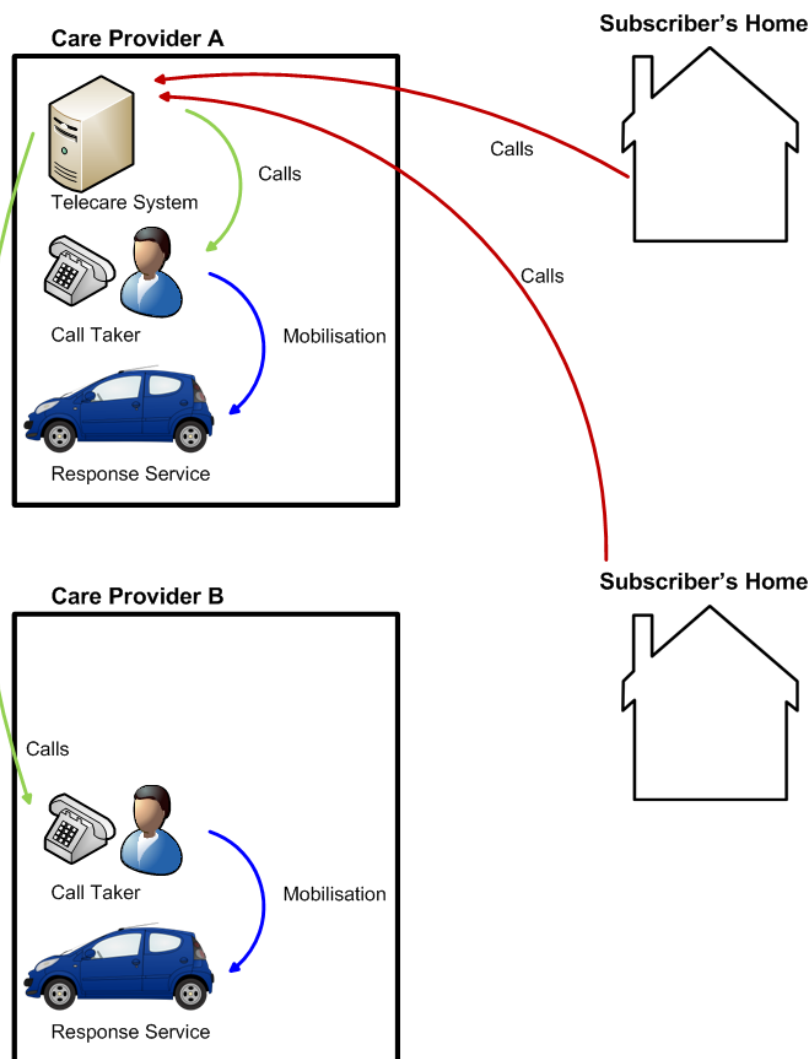 Care Provider A
Subscriber's Home
Calls
Calls
Telecare System
Calls
Call Taker
Mobilisation
Response Service
Care Provider B
Subscriber's Home
Calls
Call Taker
Mobilisation
Response Service